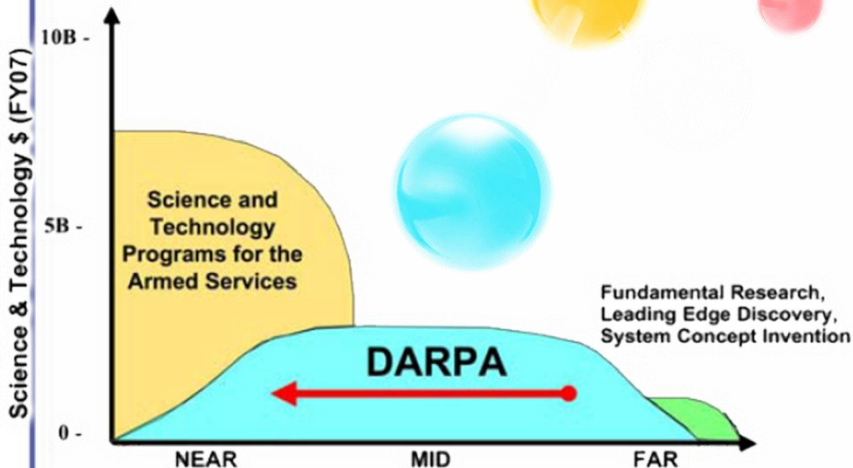 Science & Technology $ (FY07)
10B -
5B -
0 -
Science and
Technology
Programs for the
Armed Services
DARPA
Fundamental Research,
Leading Edge Discovery,
System Concept Invention
NEAR
MID
FAR